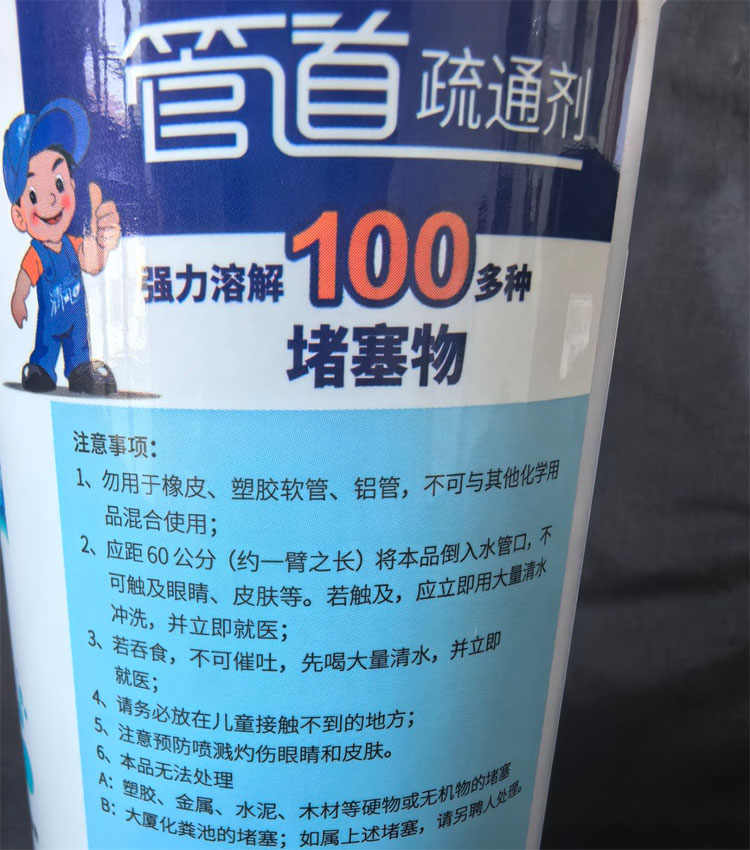 管道疏通剂
强力溶解100多种
堵塞物
清风
注意事项：
1、勿用于橡皮、塑胶软管、铝管，不可与其他化学用
品混合使用；
2、应距60公分（约一臂之长）将本品倒入水管口，不
可触及眼睛、皮肤等。若触及，应立即用大量清水
冲洗，并立即就医；
3、若吞食，不可催吐，先喝大量清水，并立即
就医；
4、请务必放在儿童接触不到的地方；
5、注意预防喷溅灼伤眼睛和皮肤。
6、本品无法处理
A：塑胶、金属、水泥、木材等硬物或无机物的堵塞
B：大厦化粪池的堵塞；如属上述堵塞，请另聘人处理。